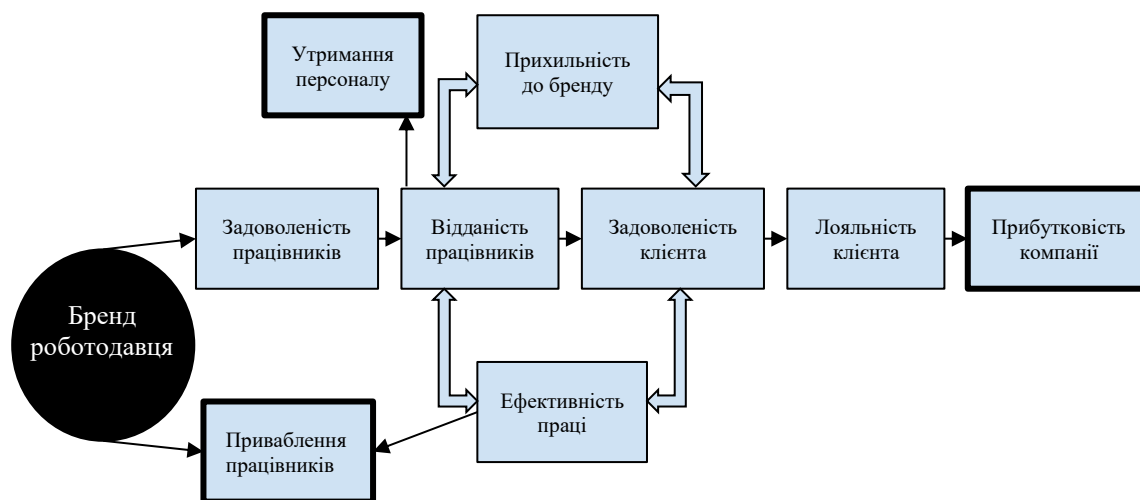 Утримання
персоналу
Прихильність
до бренду
Задоволеність
працівників
Відданість
працівників
Задоволеність
клієнта
Лояльність
клієнта
Прибутковість
компанії
Бренд
роботодавця
Ефективність
праці
Приваблення
працівників